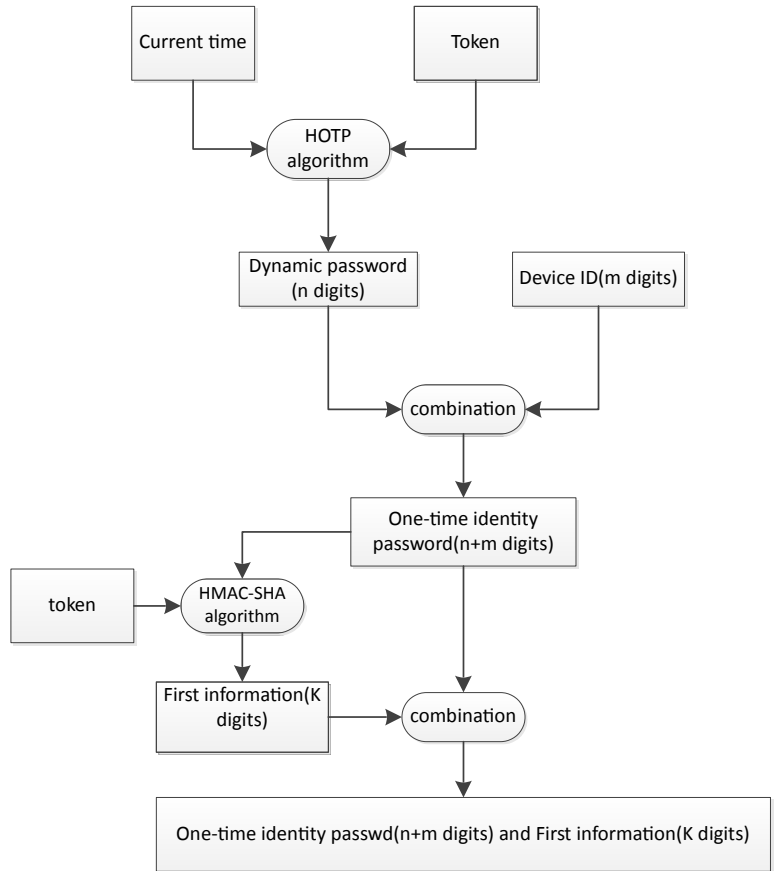 Current time
Token
HOTP
algorithm
Dynamic password
(n digits)
Device ID(m digits)
combination
One-time identity
password(n+m digits)
token
HMAC-SHA
algorithm
First information(K
digits)
combination
One-time identity passwd(n+m digits) and First information(K digits)